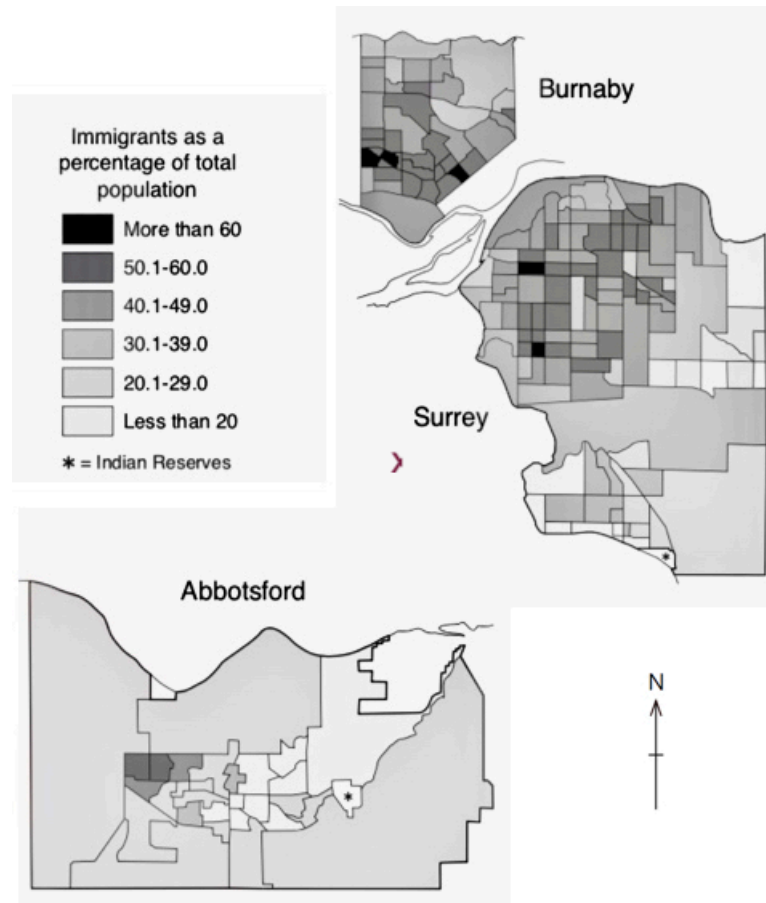 Burnaby
Immigrants as a
percentage of total
population
More than 60
50.1-60.0
40.1-49.0
30.1-39.0
20.1-29.0
Less than 20
* = Indian Reserves
Surrey
*
Abbotsford
N
*